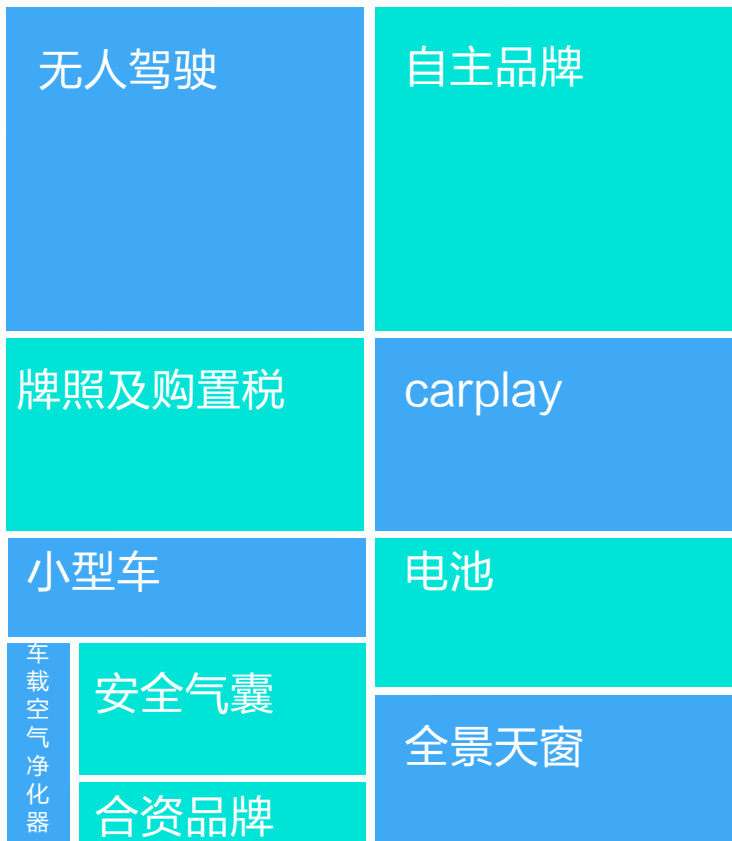 无人驾驶
自主品牌
牌照及购置税
carplay
小型车
电池
车载空气净化器
安全气囊
全景天窗
合资品牌